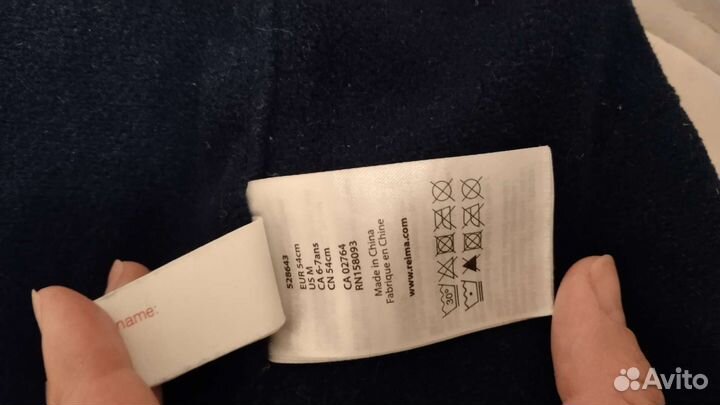 name:
528643
EUR 54cm
US M
CA 6-7ans
CN 54cm
CA 02764
RN158093
Made in China
Fabrique en Chine
www.reima.com
30°
Avito